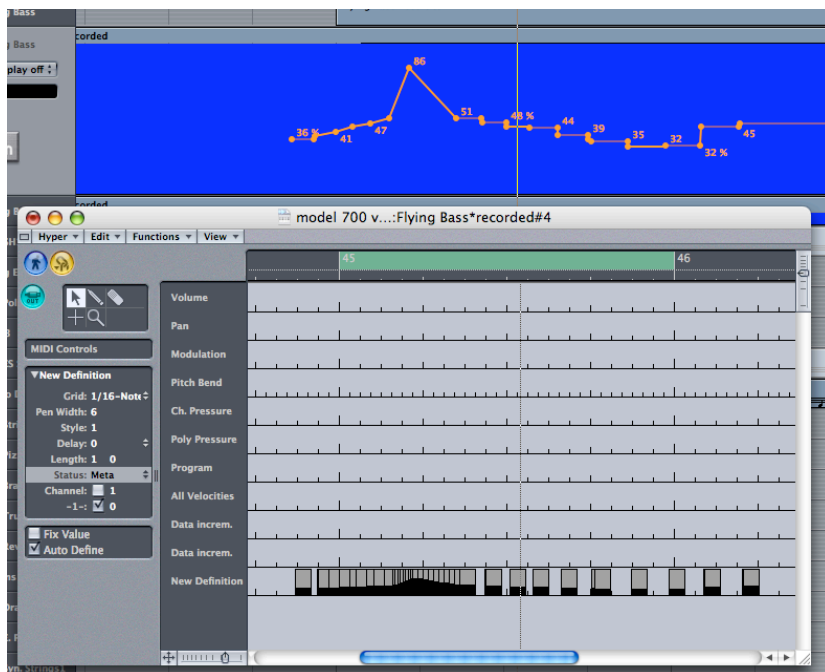 Bass
corded
Bass
play off
86
36 %
41
47
51
48 %
44
39
35
32
32 %
45
corded
model 700 v...:Flying Bass*recorded#4
Hyper Edit Functions View
45 46
OUT
MIDI Controls
New Definition
Grid: 1/16-Note
Pen Width: 6
Style: 1
Delay: 0
Length: 1 0
Status: Meta
Channel: 1
-1-: 0
Fix Value
Auto Define
Volume
Pan
Modulation
Pitch Bend
Ch. Pressure
Poly Pressure
Program
All Velocities
Data increm.
Data increm.
New Definition
yn. Strings1